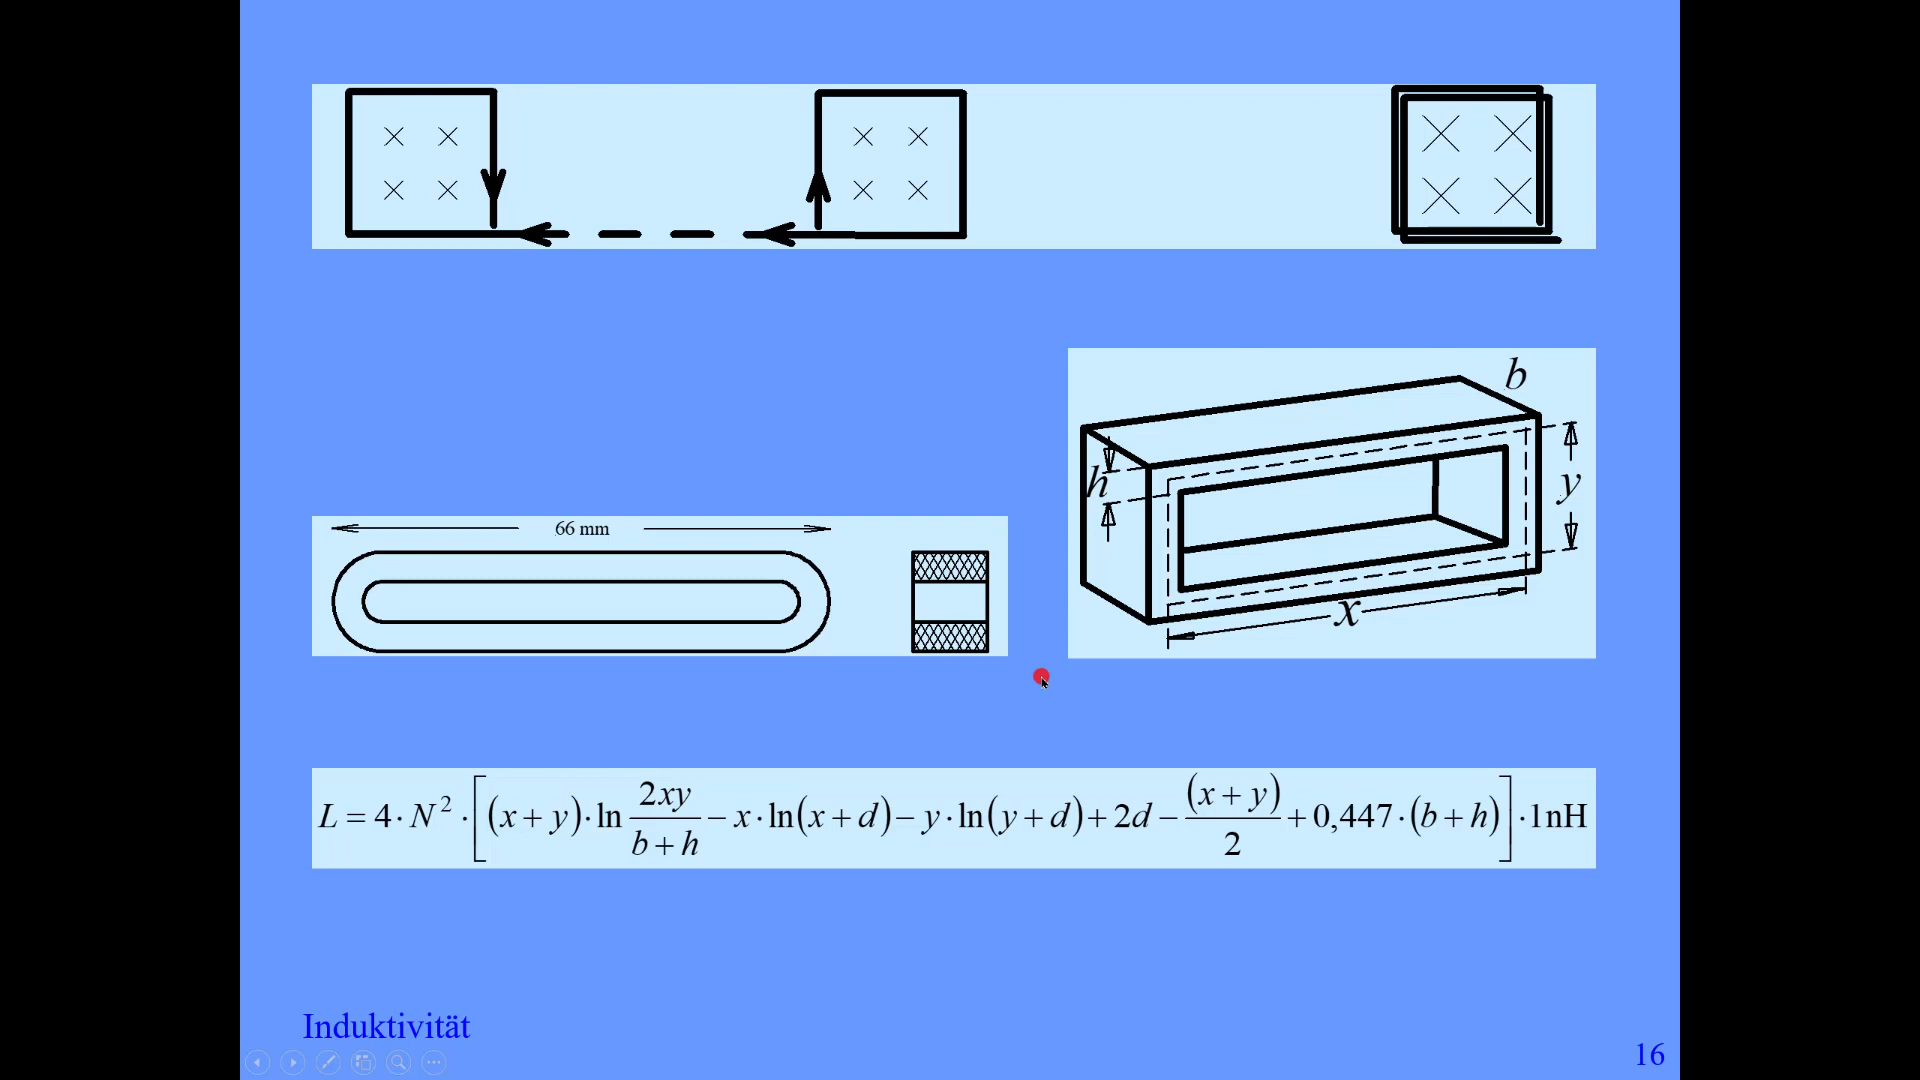 b
h
y
x
66 mm
L = 4 · N² · [(x + y) · ln 2xy/(b + h) − x · ln(x + d) − y · ln(y + d) + 2d − (x + y)/2 + 0,447 · (b + h)] · 1nH
Induktivität
16